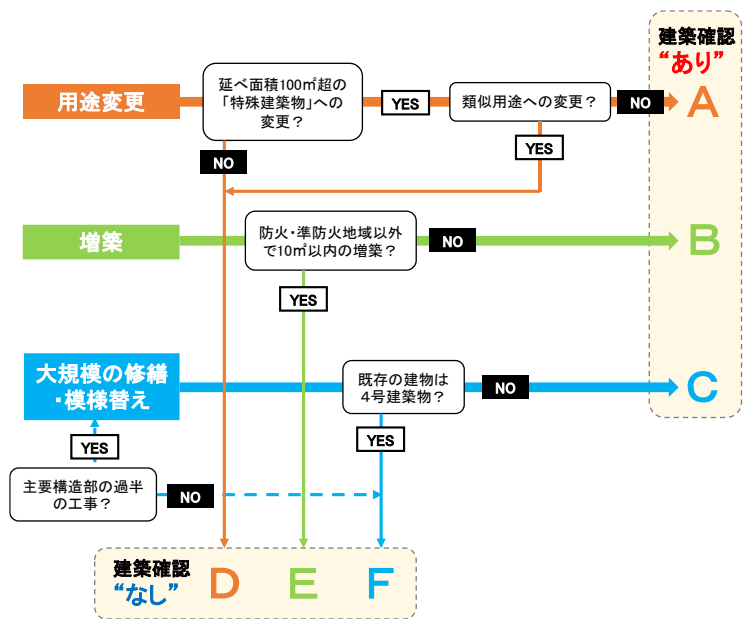 建築確認
“あり”
用途変更
延べ面積100㎡超の
「特殊建築物」への
変更？
YES
類似用途への変更？
NO
A
NO
YES
増築
防火・準防火地域以外
で10㎡以内の増築？
NO
B
YES
大規模の修繕
・模様替え
既存の建物は
４号建築物？
NO
C
YES
YES
主要構造部の過半
の工事？
NO
建築確認
“なし”
D
E
F